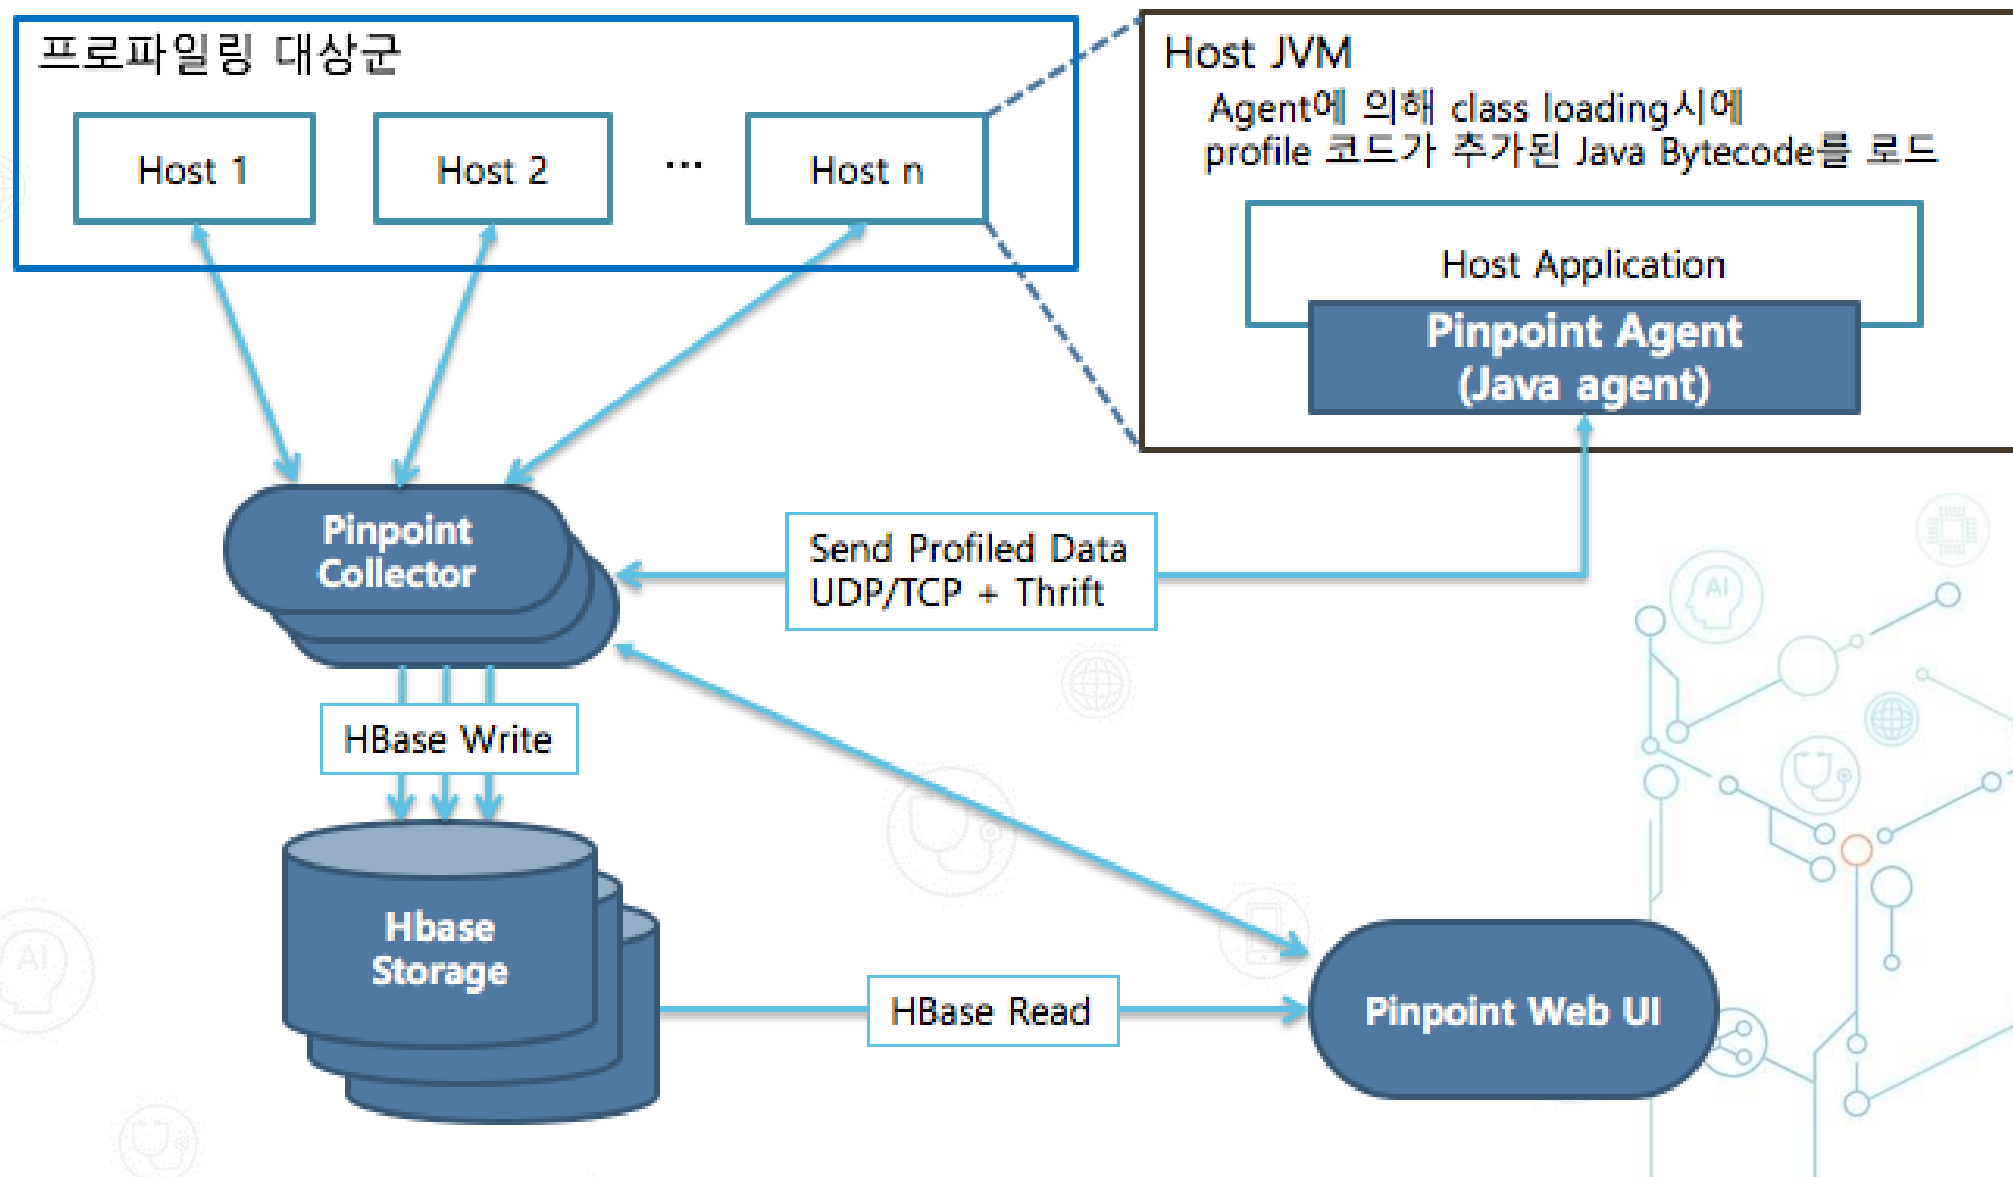 프로파일링 대상군
Host 1
Host 2
...
Host n
Host JVM
Agent에 의해 class loading시에
profile 코드가 추가된 Java Bytecode를 로드
Host Application
Pinpoint Agent
(Java agent)
Pinpoint
Collector
Send Profiled Data
UDP/TCP + Thrift
AI
HBase Write
Hbase
Storage
AI
HBase Read
Pinpoint Web UI